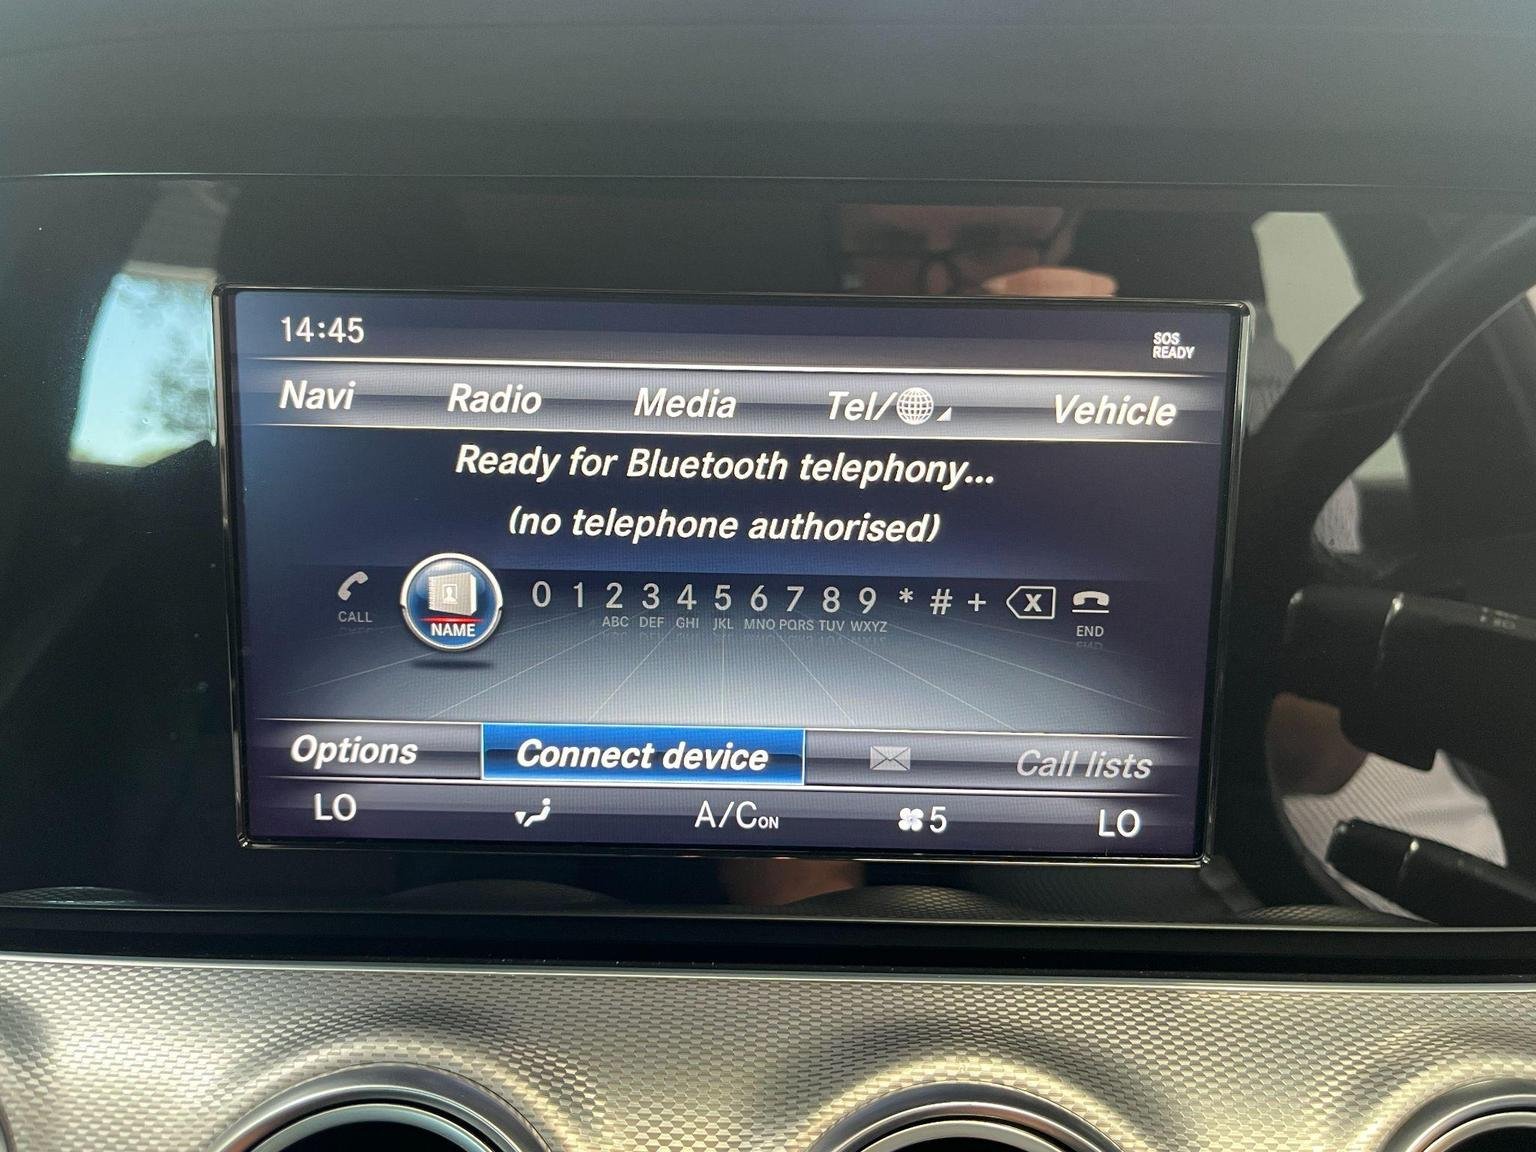 14:45
SOS
READY
Navi Radio Media Tel/ Vehicle
Ready for Bluetooth telephony...
(no telephone authorised)
CALL NAME 0 1 2 3 4 5 6 7 8 9 * # + X END
ABC DEF GHI JKL MNO PQRS TUV WXYZ
Options Connect device Call lists
LO A/C ON 5 LO